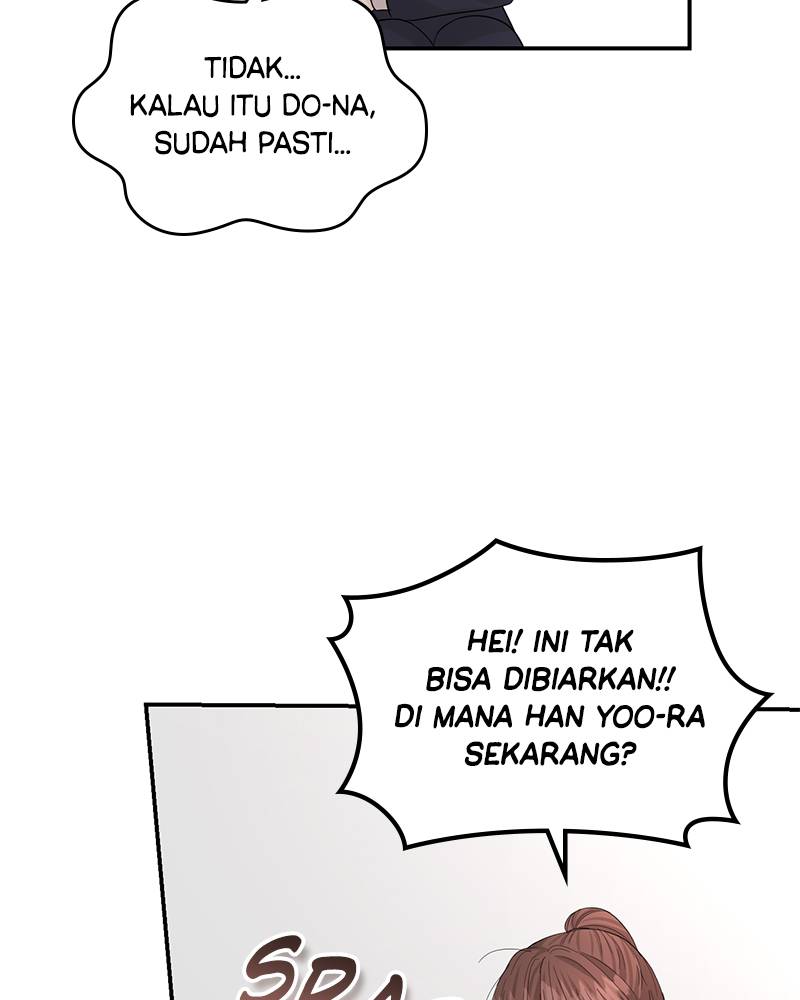 TIDAK...
KALAU ITU DO-NA,
SUDAH PASTI...
HEI! INI TAK
BISA DIBIARKAN!!
DI MANA HAN YOO-RA
SEKARANG?